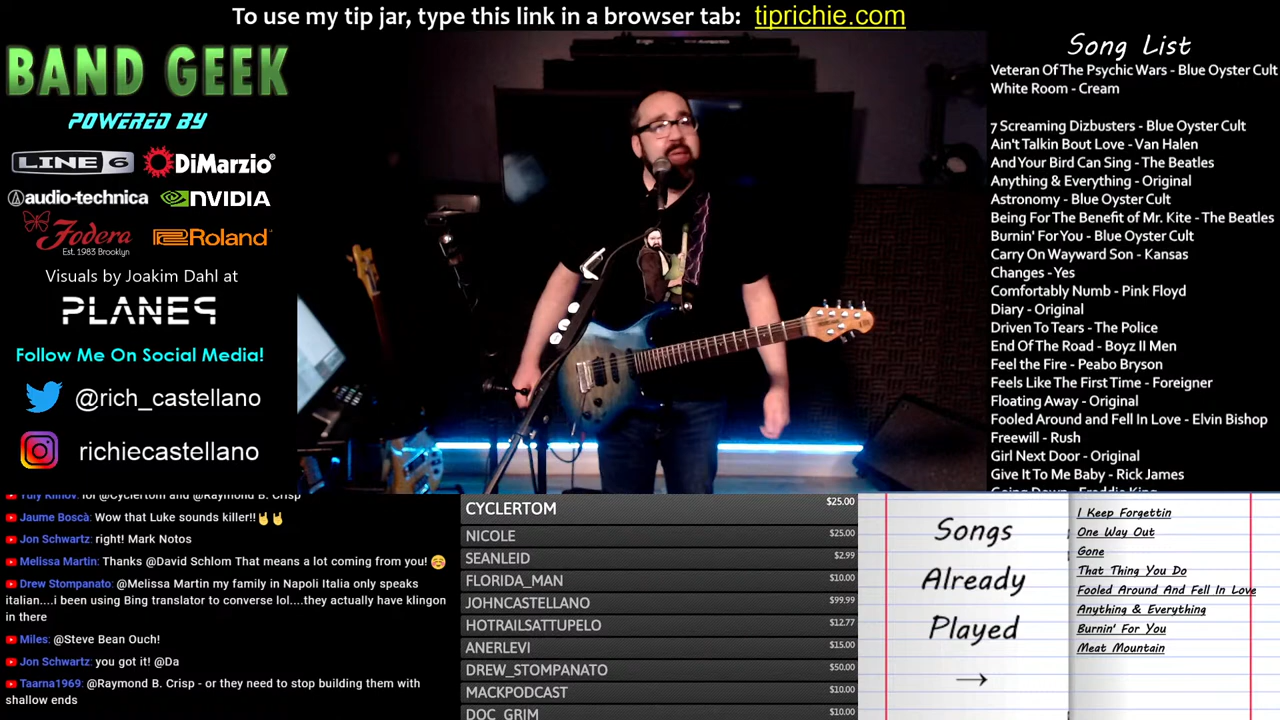 To use my tip jar, type this link in a browser tab: tiprichie.com
BAND GEEK
POWERED BY
LINE 6
DiMarzio
audio-technica
NVIDIA
Fodera
Est. 1983 Brooklyn
Roland
Visuals by Joakim Dahl at
PLANE9
Follow Me On Social Media!
@rich_castellano
richiecastellano
Song List
Veteran Of The Psychic Wars - Blue Oyster Cult
White Room - Cream
7 Screaming Dizbusters - Blue Oyster Cult
Ain't Talkin Bout Love - Van Halen
And Your Bird Can Sing - The Beatles
Anything & Everything - Original
Astronomy - Blue Oyster Cult
Being For The Benefit of Mr. Kite - The Beatles
Burnin' For You - Blue Oyster Cult
Carry On Wayward Son - Kansas
Changes - Yes
Comfortably Numb - Pink Floyd
Diary - Original
Driven To Tears - The Police
End Of The Road - Boyz II Men
Feel the Fire - Peabo Bryson
Feels Like The First Time - Foreigner
Floating Away - Original
Fooled Around and Fell In Love - Elvin Bishop
Freewill - Rush
Girl Next Door - Original
Give It To Me Baby - Rick James
Going Down - Freddie King
lol @Cyclertom and @Raymond B. Crisp
Jaume Boscà: Wow that Luke sounds killer!!🤘🤘
Jon Schwartz: right! Mark Notos
Melissa Martin: Thanks @David Schlom That means a lot coming from you! ☺️
Drew Stompanato: @Melissa Martin my family in Napoli Italia only speaks
italian....i been using Bing translator to converse lol....they actually have klingon
in there
Miles: @Steve Bean Ouch!
Jon Schwartz: you got it! @Da
Taarna1969: @Raymond B. Crisp - or they need to stop building them with
shallow ends
CYCLERTOM $25.00
NICOLE $25.00
SEANLEID $2.99
FLORIDA_MAN $10.00
JOHNCASTELLANO $99.99
HOTRAILSATTUPELO $12.77
ANERLEVI $15.00
DREW_STOMPANATO $50.00
MACKPODCAST $10.00
DOC_GRIM $10.00
Songs
Already
Played
→
I Keep Forgettin
One Way Out
Gone
That Thing You Do
Fooled Around And Fell In Love
Anything & Everything
Burnin' For You
Meat Mountain